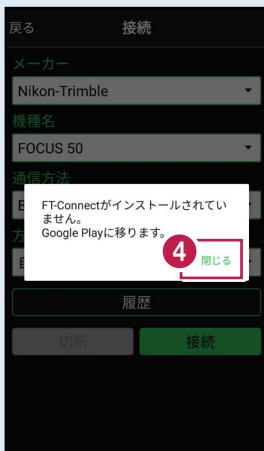 戻る 接続
メーカー
Nikon-Trimble
機種名
FOCUS 50
通信方法
FT-Connectがインストールされてい
ません。
Google Playに移ります。
4
閉じる
履歴
切断 接続